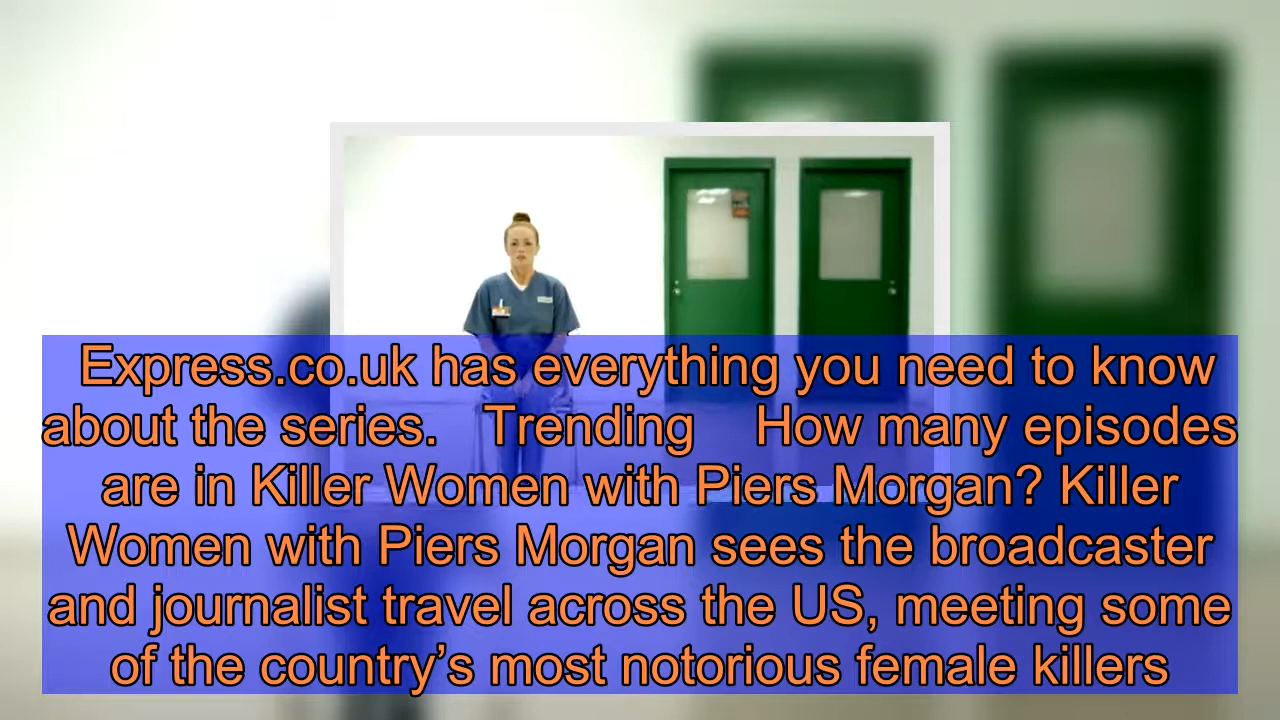 Express.co.uk has everything you need to know
about the series. Trending How many episodes
are in Killer Women with Piers Morgan? Killer
Women with Piers Morgan sees the broadcaster
and journalist travel across the US, meeting some
of the country’s most notorious female killers